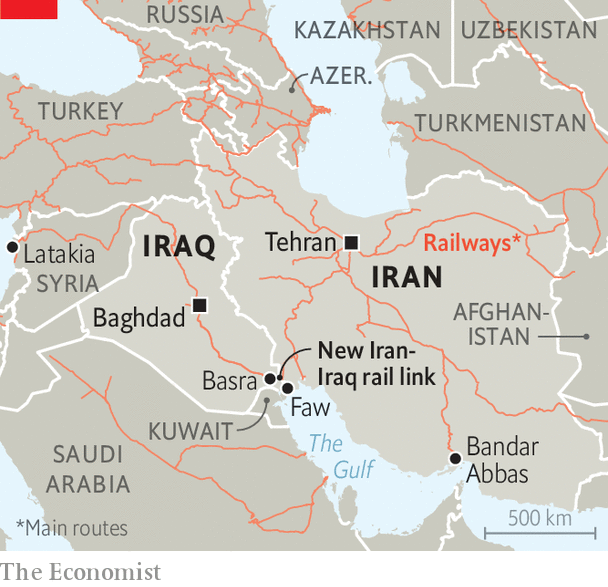 RUSSIA
KAZAKHSTAN
UZBEKISTAN
AZER.
TURKEY
TURKMENISTAN
IRAQ
Tehran
Railways*
Latakia
SYRIA
IRAN
Baghdad
AFGHAN-
ISTAN
New Iran-
Iraq rail link
Basra
Faw
KUWAIT
The
Gulf
Bandar
Abbas
SAUDI
ARABIA
500 km
*Main routes
The Economist